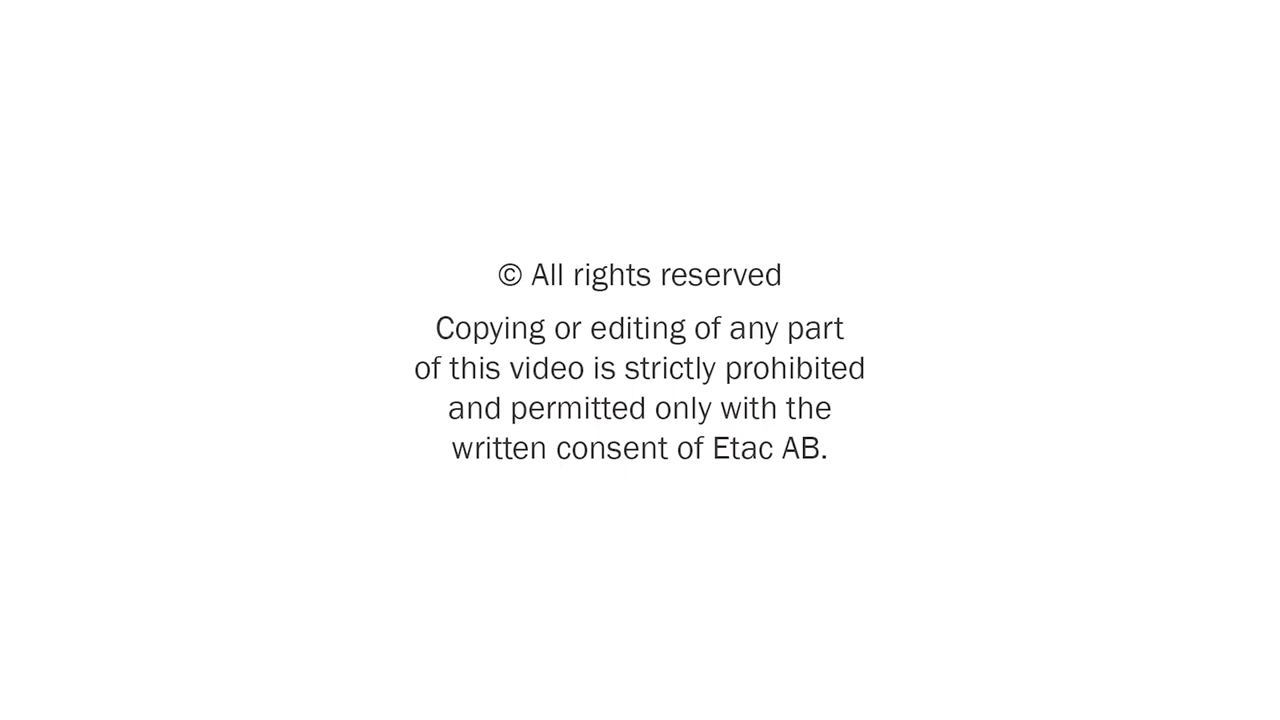 © All rights reserved
Copying or editing of any part
of this video is strictly prohibited
and permitted only with the
written consent of Etac AB.